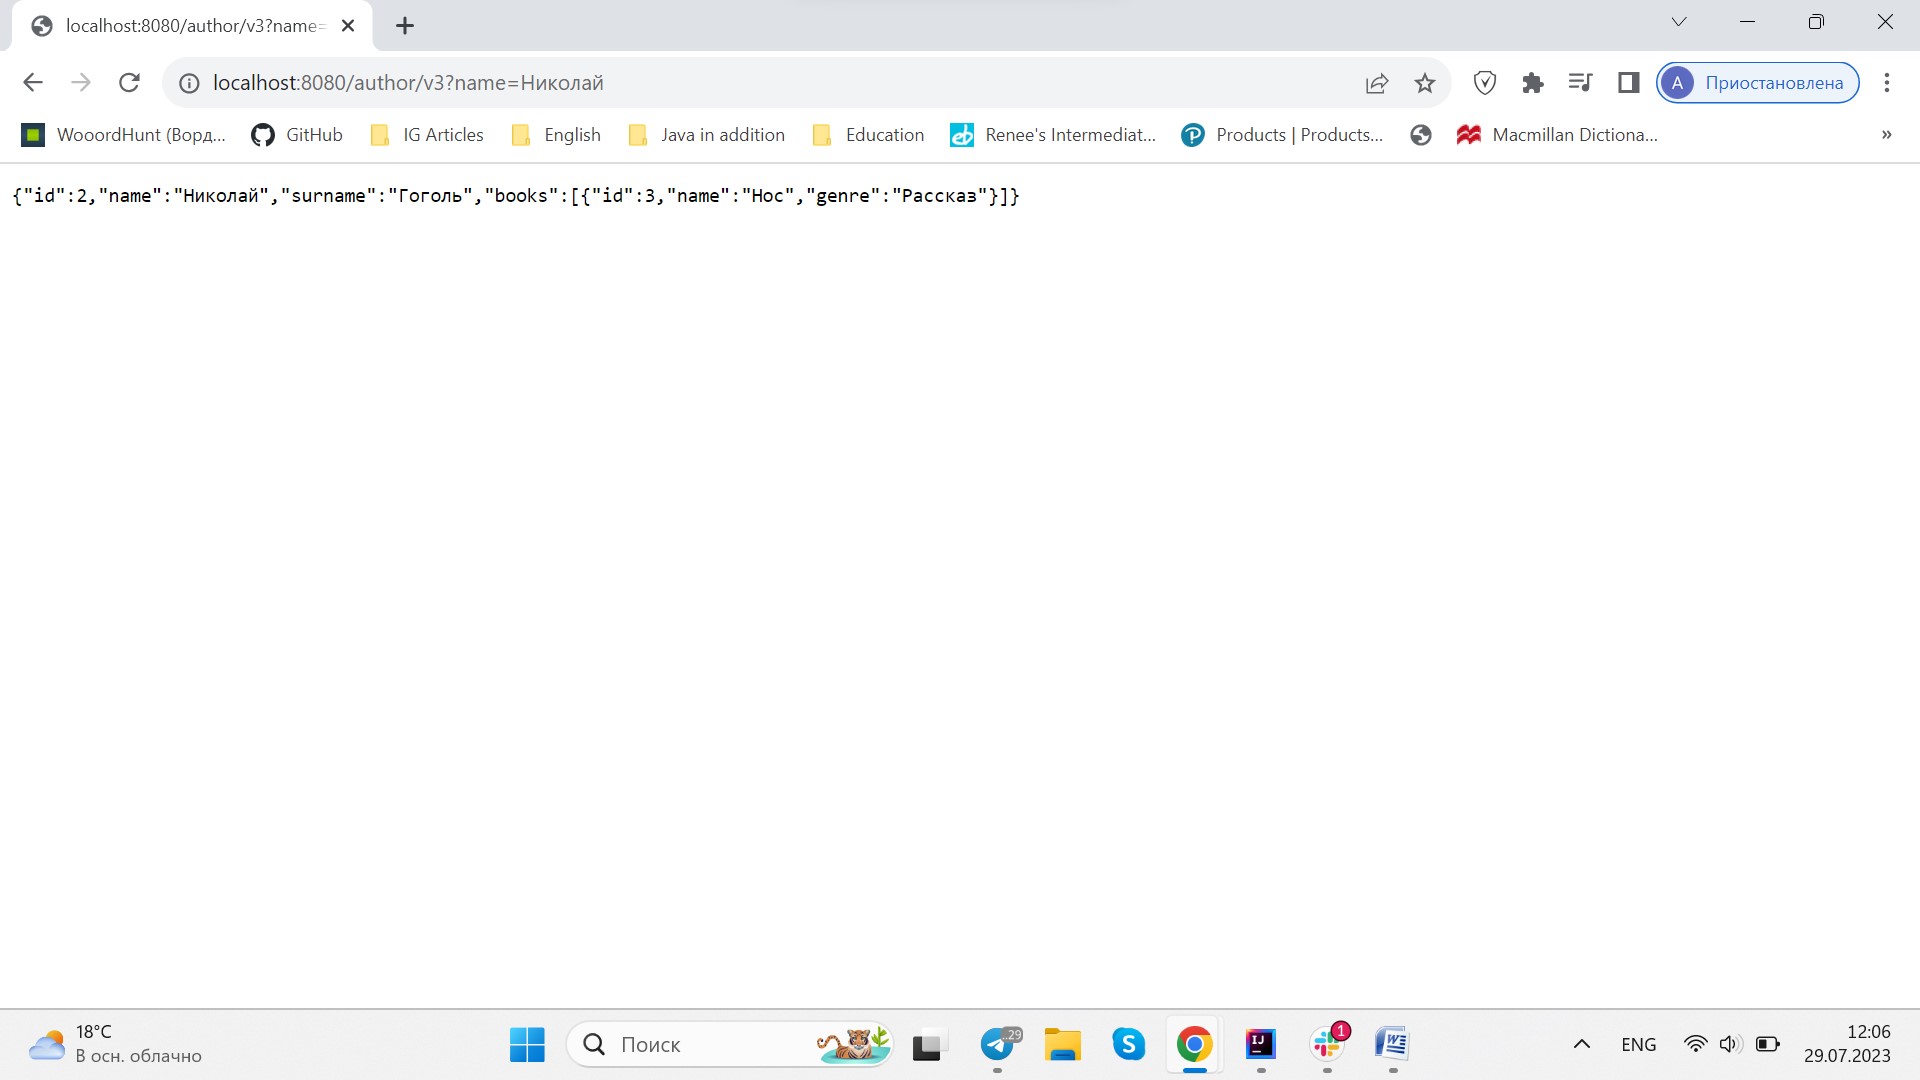 localhost:8080/author/v3?name=
localhost:8080/author/v3?name=Николай
А Приостановлена
WooordHunt (Ворд... GitHub IG Articles English Java in addition Education Renee's Intermediat... Products | Products... Macmillan Dictiona... »
{"id":2,"name":"Николай","surname":"Гоголь","books":[{"id":3,"name":"Нос","genre":"Рассказ"}]}
18°C
В осн. облачно
Поиск
..29
1
ENG
12:06
29.07.2023